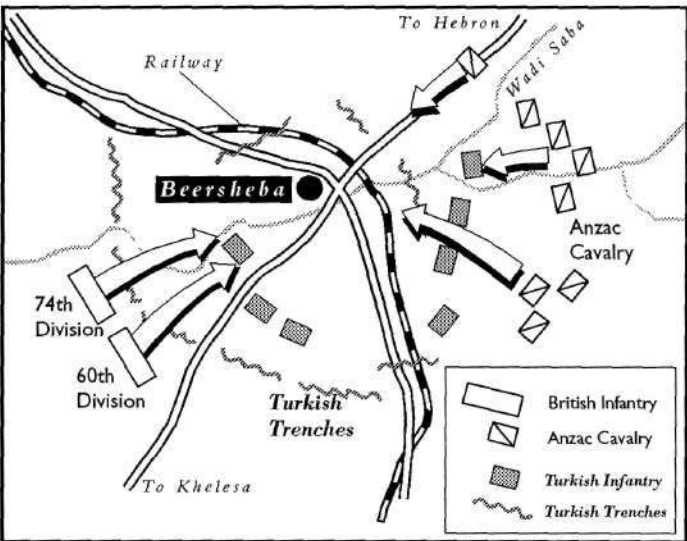 To Hebron
Railway
Wadi Saba
Beersheba
Anzac
Cavalry
74th
Division
60th
Division
Turkish
Trenches
To Khelesa
British Infantry
Anzac Cavalry
Turkish Infantry
Turkish Trenches